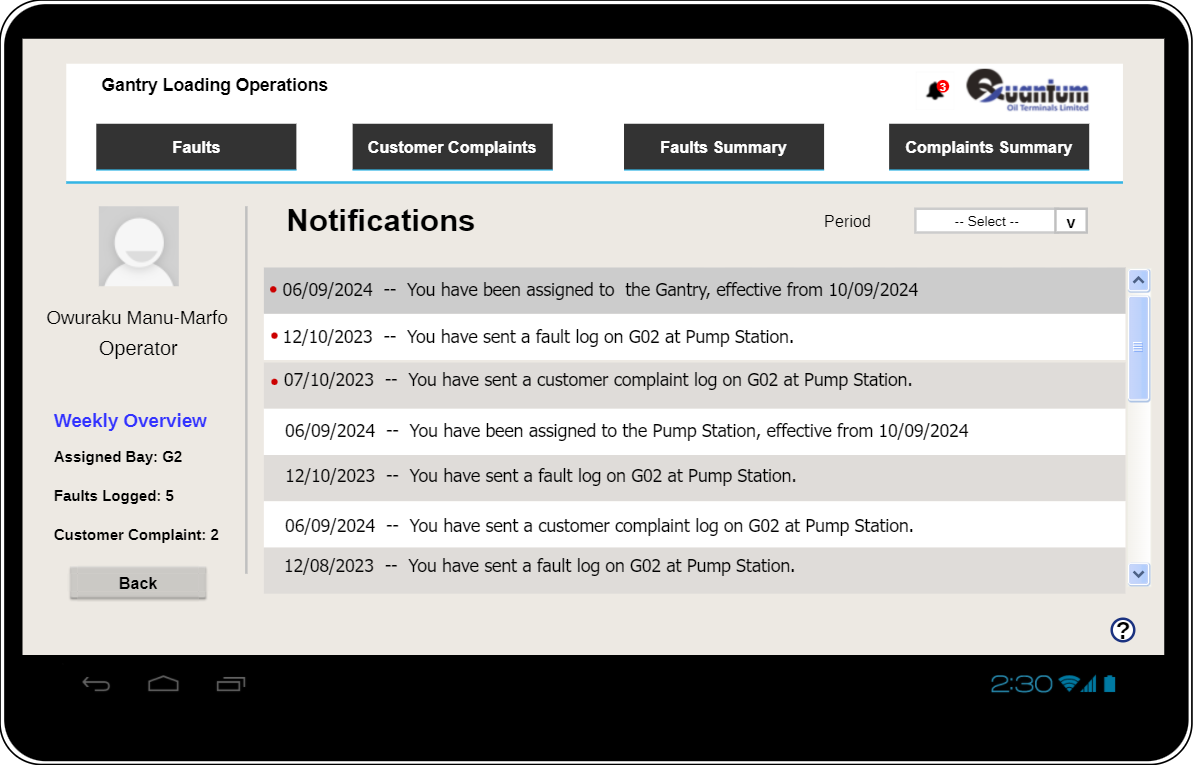 Gantry Loading Operations
3
Quantum
Oil Terminals Limited
Faults
Customer Complaints
Faults Summary
Complaints Summary
Notifications
Period
-- Select --
v
Owuraku Manu-Marfo
Operator
Weekly Overview
Assigned Bay: G2
Faults Logged: 5
Customer Complaint: 2
Back
06/09/2024 -- You have been assigned to the Gantry, effective from 10/09/2024
12/10/2023 -- You have sent a fault log on G02 at Pump Station.
07/10/2023 -- You have sent a customer complaint log on G02 at Pump Station.
06/09/2024 -- You have been assigned to the Pump Station, effective from 10/09/2024
12/10/2023 -- You have sent a fault log on G02 at Pump Station.
06/09/2024 -- You have sent a customer complaint log on G02 at Pump Station.
12/08/2023 -- You have sent a fault log on G02 at Pump Station.
?
2:30